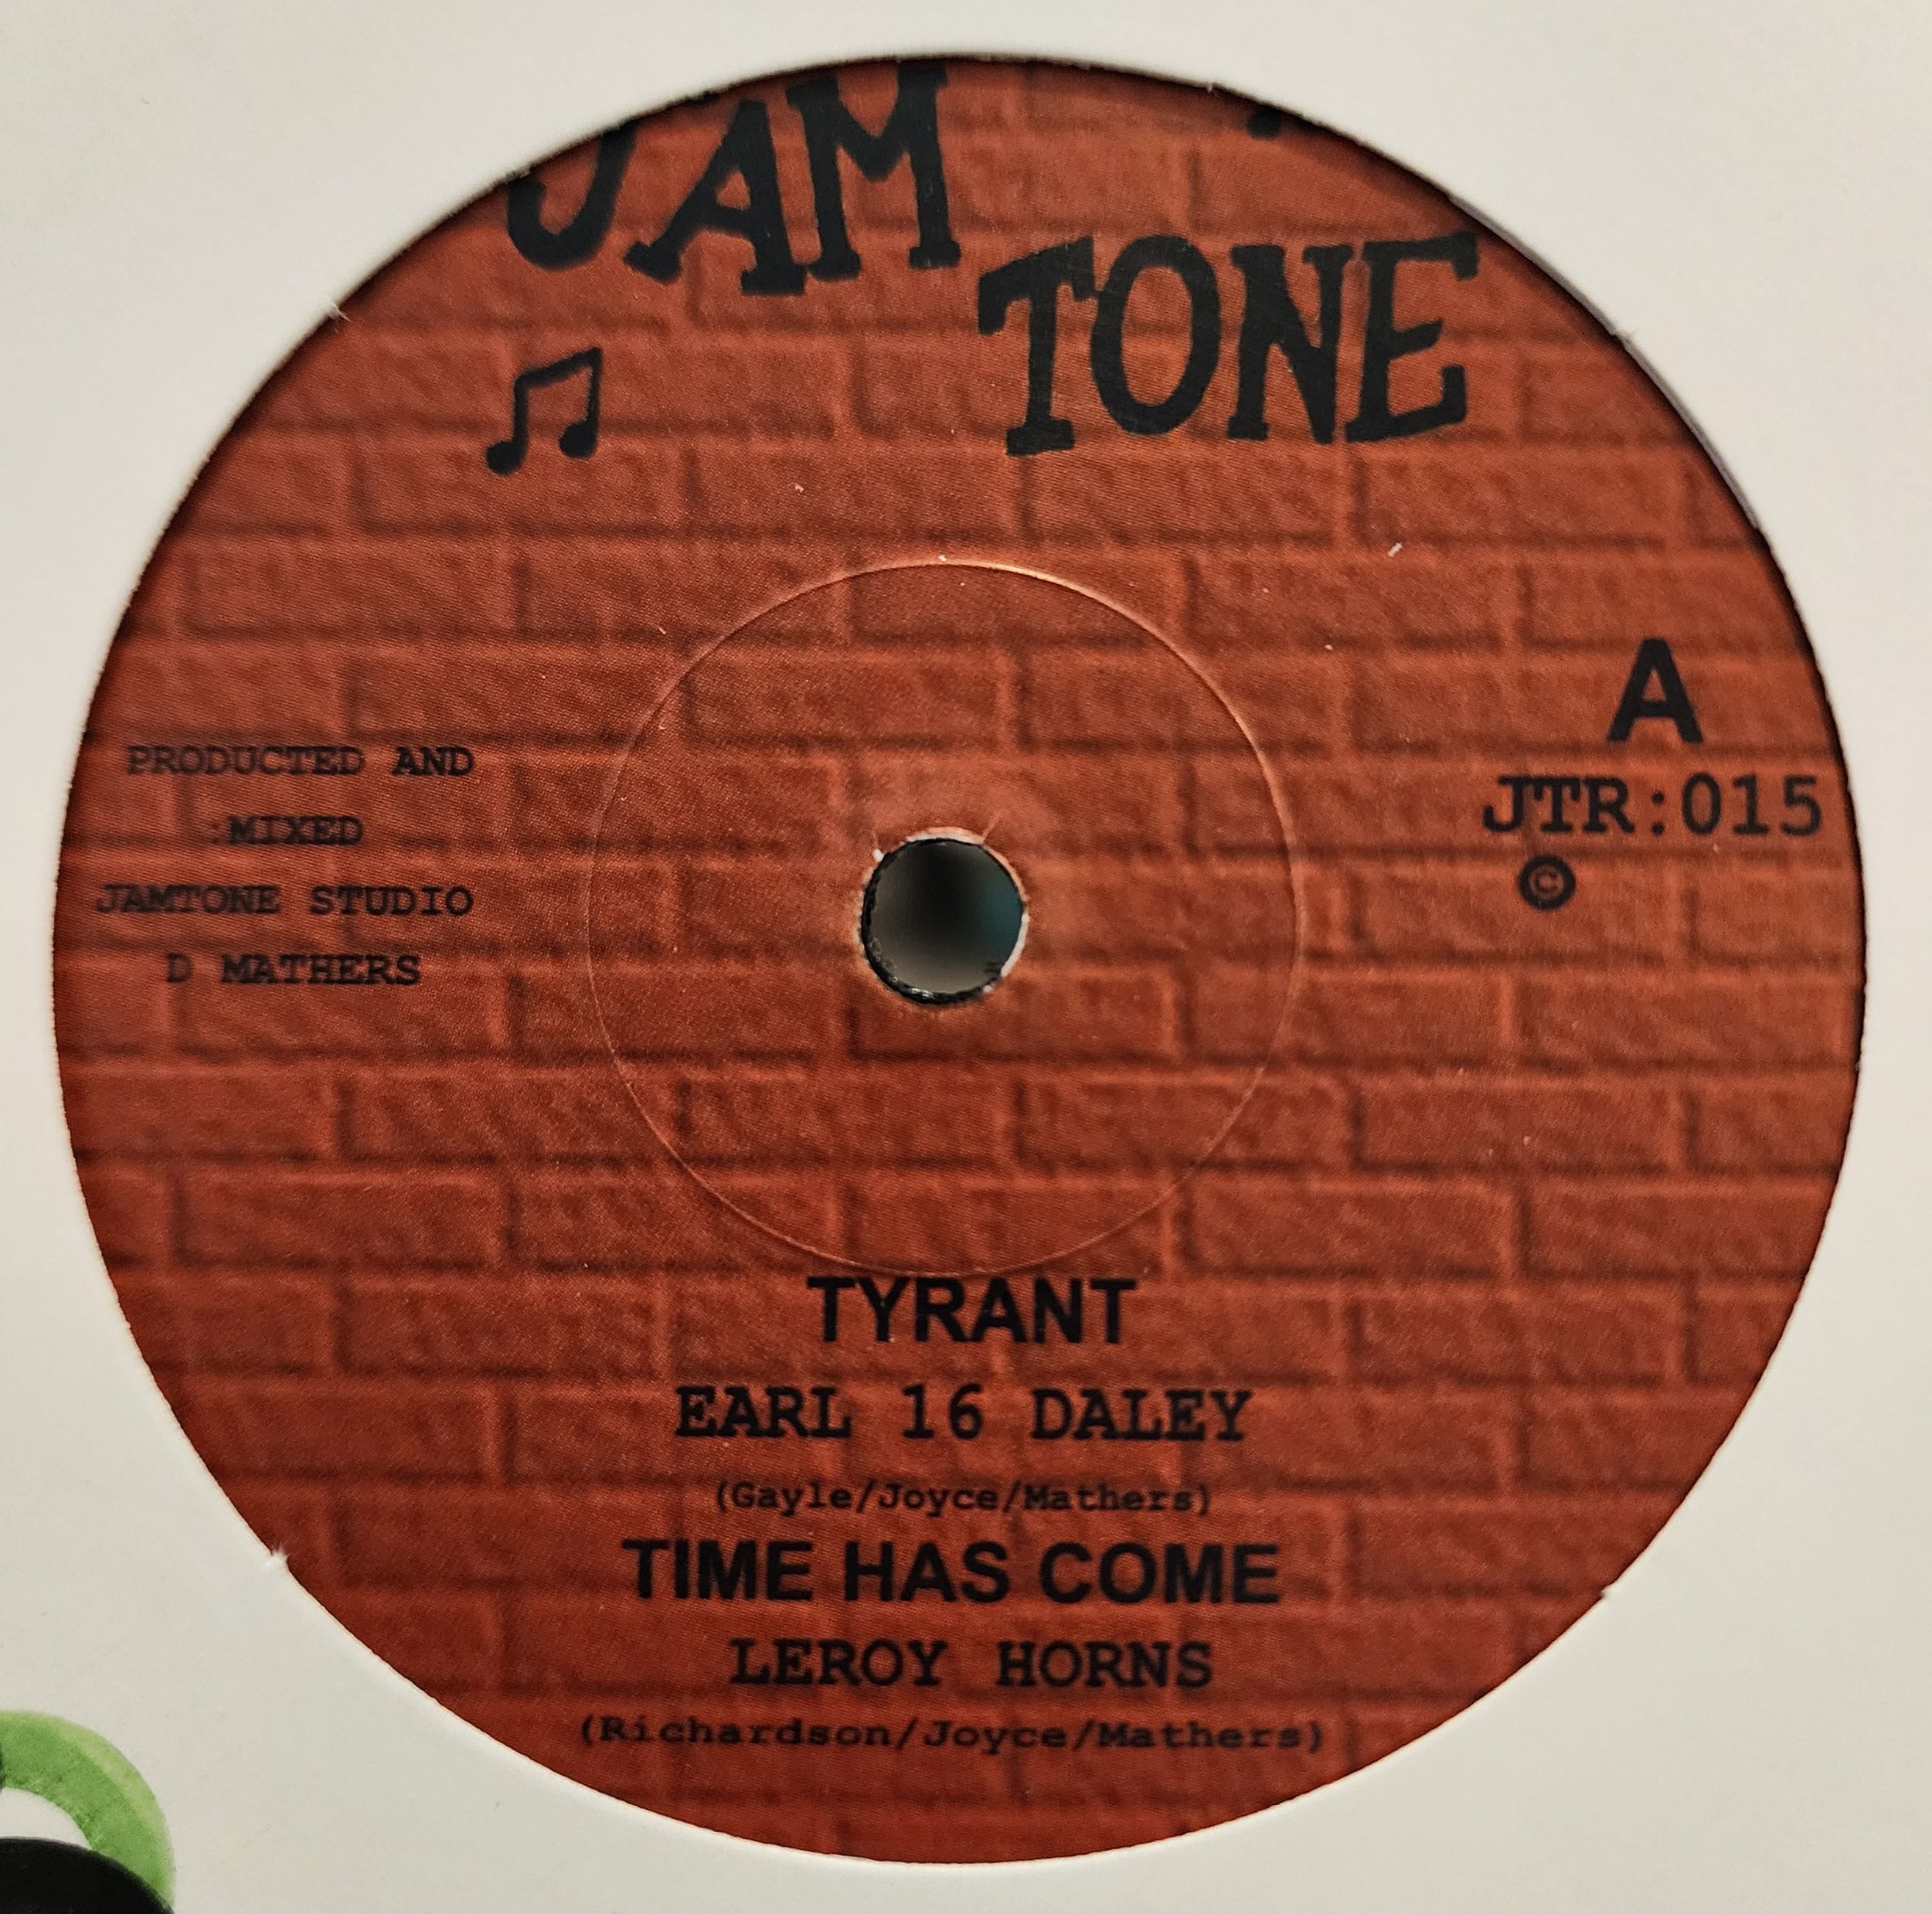 JAM
TONE
A
JTR:015
©
PRODUCTED AND
:MIXED
JAMTONE STUDIO
D MATHERS
TYRANT
EARL 16 DALEY
(Gayle/Joyce/Mathers)
TIME HAS COME
LEROY HORNS
(Richardson/Joyce/Mathers)